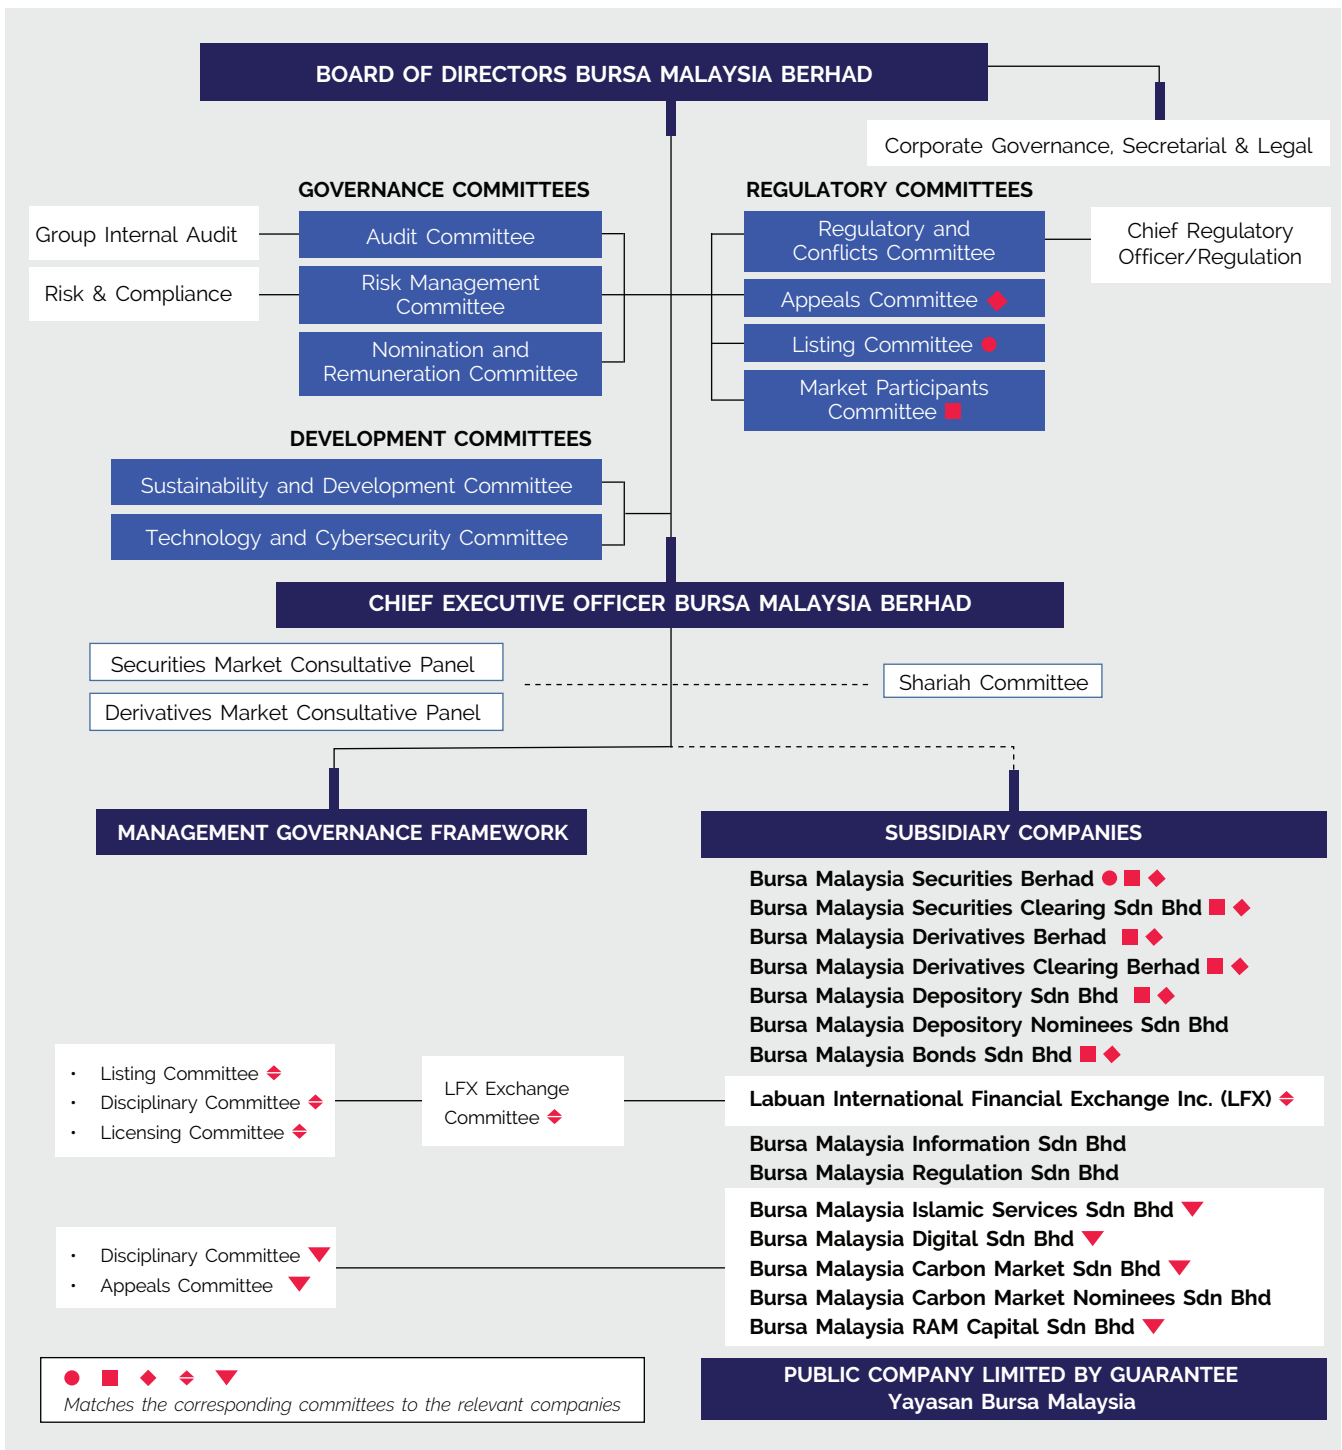 BOARD OF DIRECTORS BURSA MALAYSIA BERHAD
Corporate Governance, Secretarial & Legal
GOVERNANCE COMMITTEES
Group Internal Audit
Audit Committee
Risk & Compliance
Risk Management
Committee
Nomination and
Remuneration Committee
REGULATORY COMMITTEES
Regulatory and
Conflicts Committee
Chief Regulatory
Officer/Regulation
Appeals Committee
Listing Committee
Market Participants
Committee
DEVELOPMENT COMMITTEES
Sustainability and Development Committee
Technology and Cybersecurity Committee
CHIEF EXECUTIVE OFFICER BURSA MALAYSIA BERHAD
Securities Market Consultative Panel
Derivatives Market Consultative Panel
Shariah Committee
MANAGEMENT GOVERNANCE FRAMEWORK
SUBSIDIARY COMPANIES
Bursa Malaysia Securities Berhad
Bursa Malaysia Securities Clearing Sdn Bhd
Bursa Malaysia Derivatives Berhad
Bursa Malaysia Derivatives Clearing Berhad
Bursa Malaysia Depository Sdn Bhd
Bursa Malaysia Depository Nominees Sdn Bhd
Bursa Malaysia Bonds Sdn Bhd
• Listing Committee
• Disciplinary Committee
• Licensing Committee
LFX Exchange
Committee
Labuan International Financial Exchange Inc. (LFX)
Bursa Malaysia Information Sdn Bhd
Bursa Malaysia Regulation Sdn Bhd
• Disciplinary Committee
• Appeals Committee
Bursa Malaysia Islamic Services Sdn Bhd
Bursa Malaysia Digital Sdn Bhd
Bursa Malaysia Carbon Market Sdn Bhd
Bursa Malaysia Carbon Market Nominees Sdn Bhd
Bursa Malaysia RAM Capital Sdn Bhd
Matches the corresponding committees to the relevant companies
PUBLIC COMPANY LIMITED BY GUARANTEE
Yayasan Bursa Malaysia